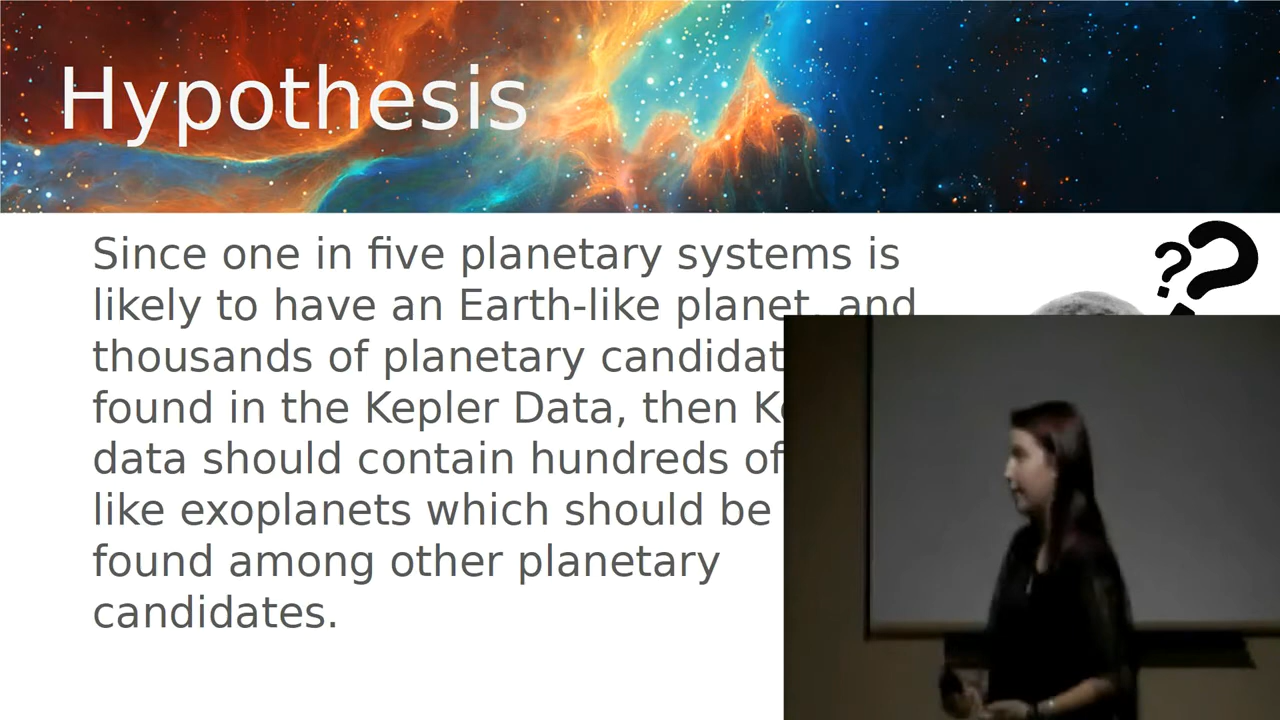 Hypothesis
Since one in five planetary systems is
likely to have an Earth-like planet, and
thousands of planetary
found in the Kepler Data, then
data should contain hundreds of
like exoplanets which should be
found among other planetary
candidates.
??